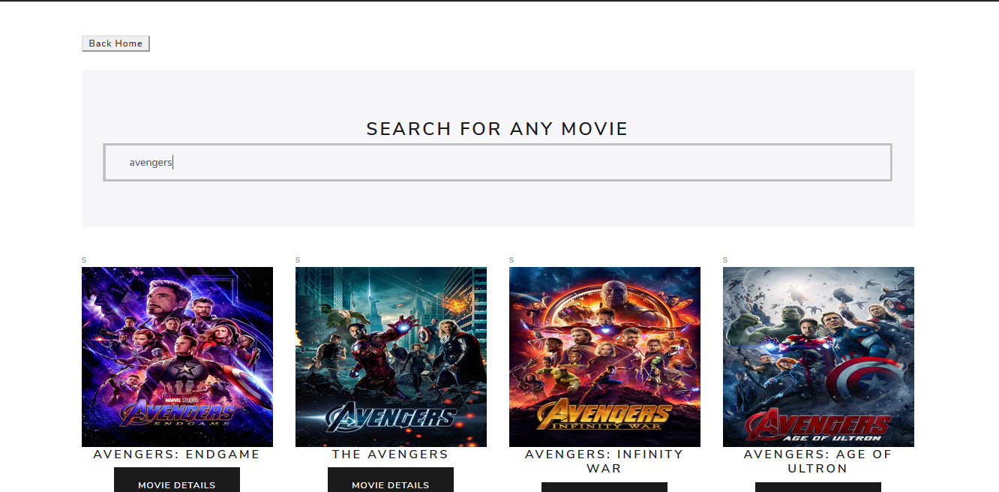 Back Home
SEARCH FOR ANY MOVIE
avengers
S S S S
MARVEL STUDIOS
AVENGERS
ENDGAME
AVENGERS
AVENGERS
INFINITY WAR
AVENGERS
AGE OF ULTRON
AVENGERS: ENDGAME
MOVIE DETAILS
THE AVENGERS
MOVIE DETAILS
AVENGERS: INFINITY
WAR
AVENGERS: AGE OF
ULTRON